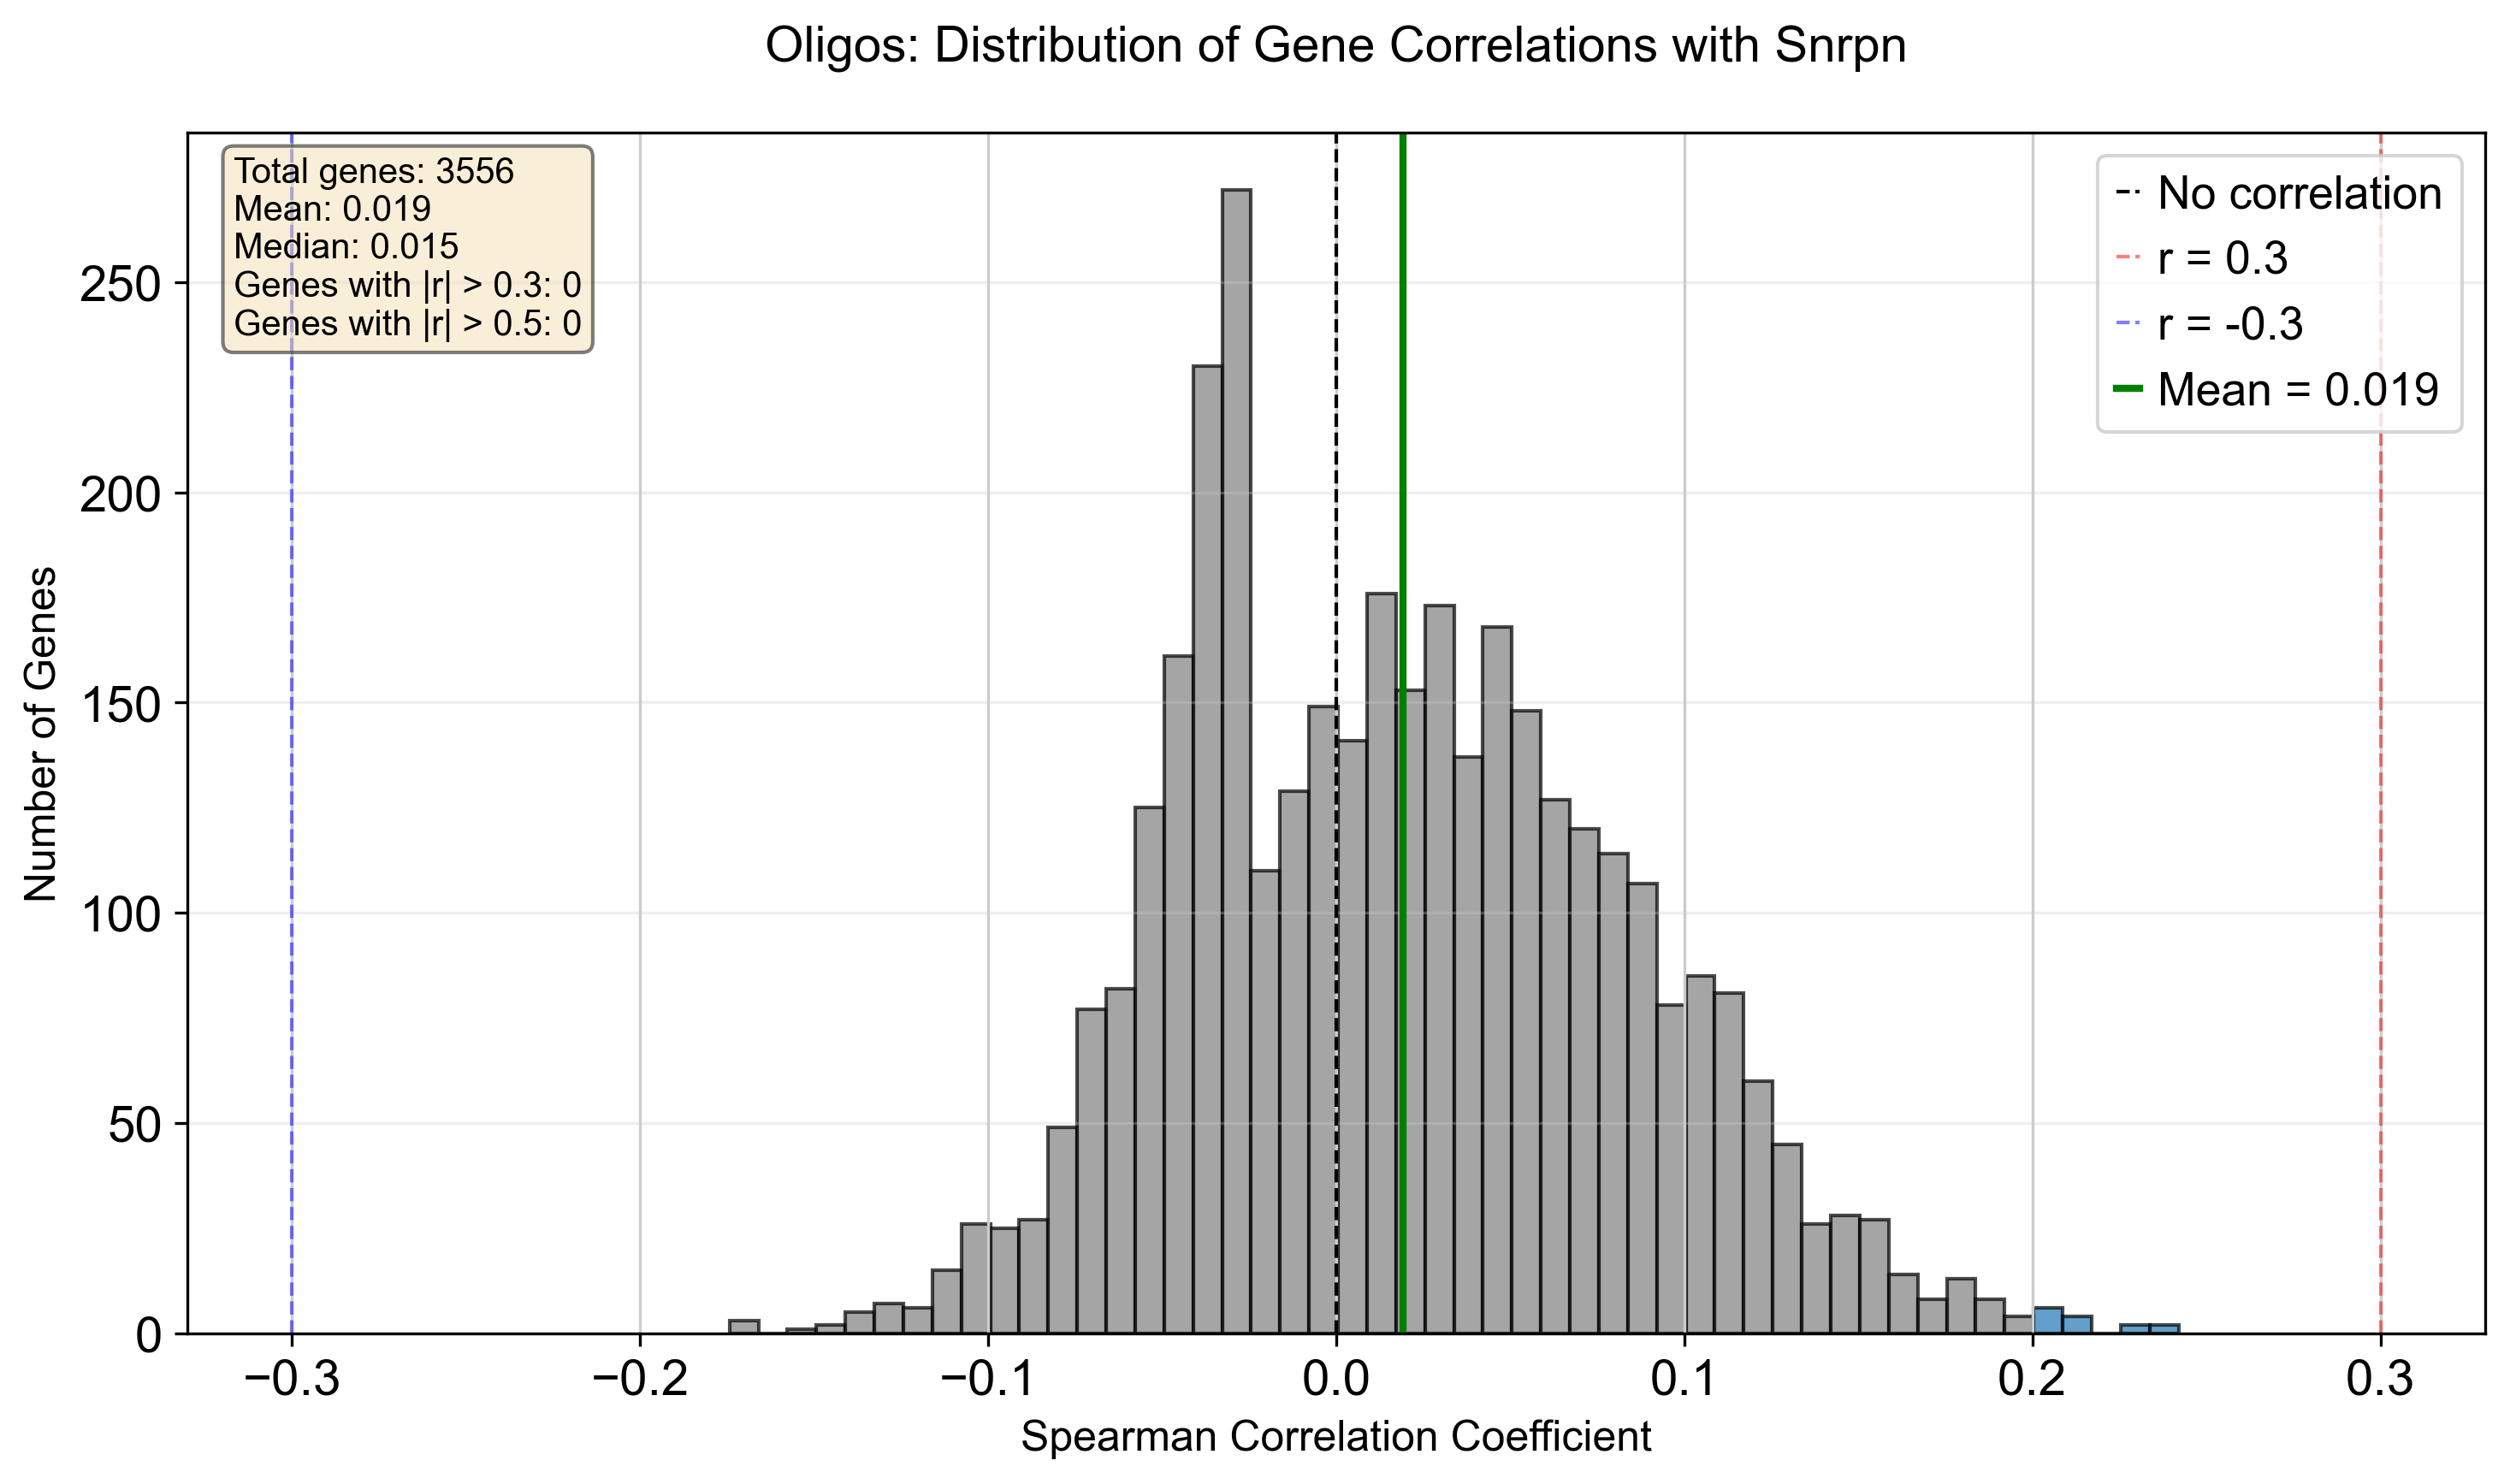 Oligos: Distribution of Gene Correlations with Snrpn
Total genes: 3556
Mean: 0.019
Median: 0.015
Genes with |r| > 0.3: 0
Genes with |r| > 0.5: 0
No correlation
r = 0.3
r = -0.3
Mean = 0.019
Number of Genes
250
200
150
100
50
0
−0.3 −0.2 −0.1 0.0 0.1 0.2 0.3
Spearman Correlation Coefficient